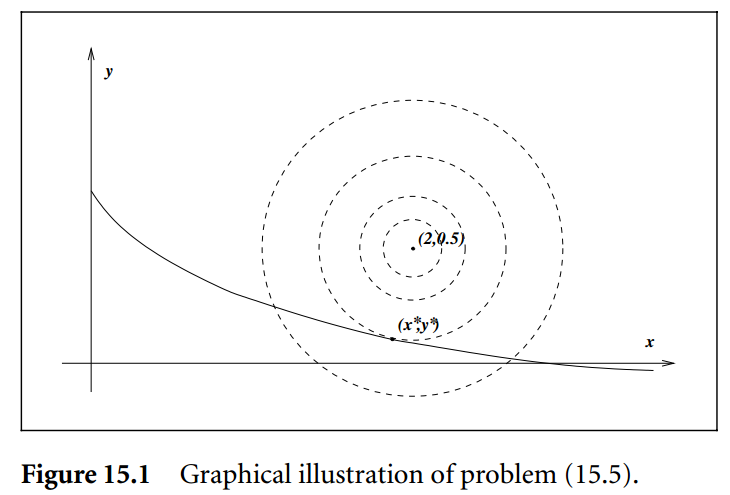 y
(2,0.5)
(x*,y*)
x
Figure 15.1 Graphical illustration of problem (15.5).